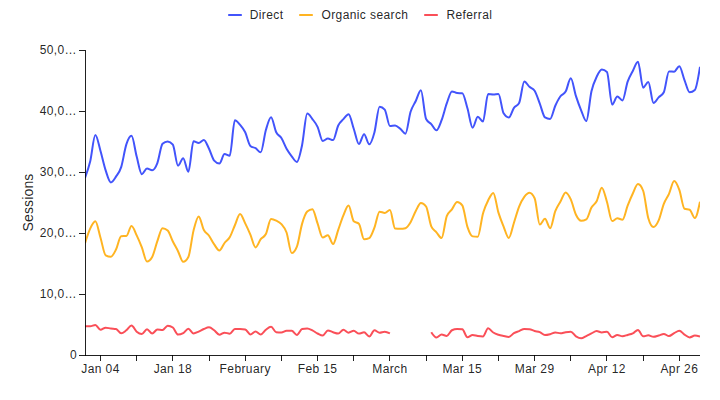 Direct Organic search Referral
50,0...
40,0...
30,0...
20,0...
10,0...
0
Sessions
Jan 04 Jan 18 February Feb 15 March Mar 15 Mar 29 Apr 12 Apr 26